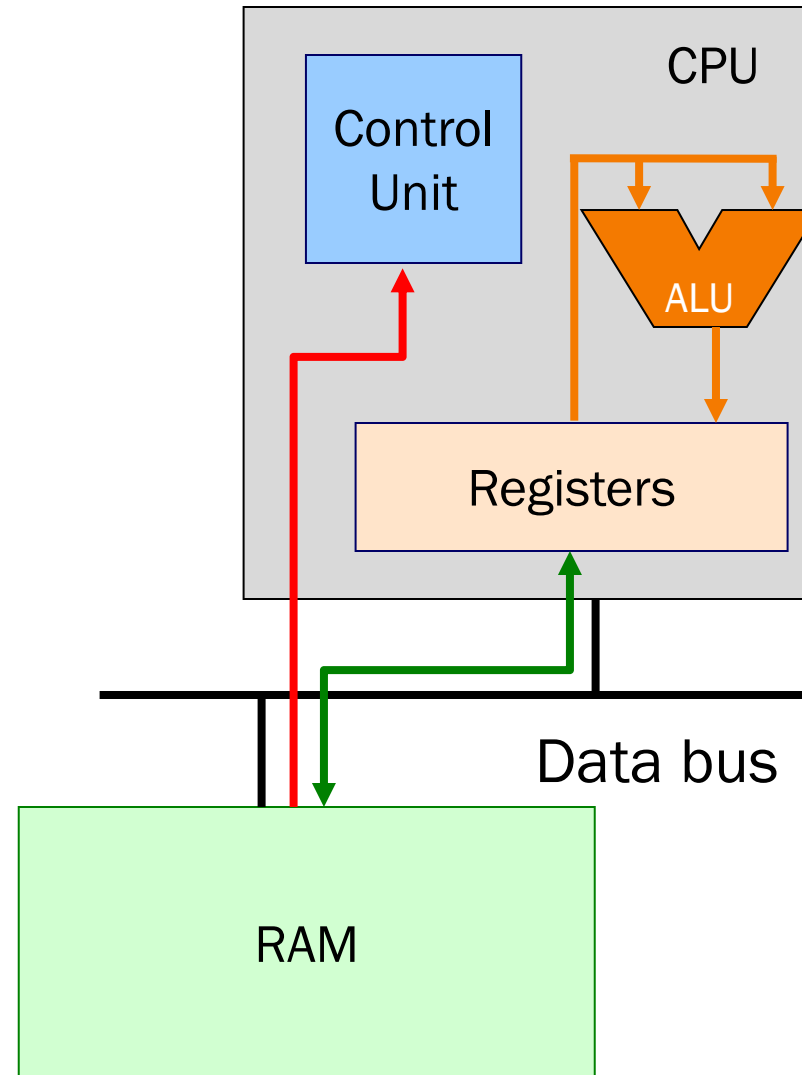 CPU
Control
Unit
ALU
Registers
Data bus
RAM